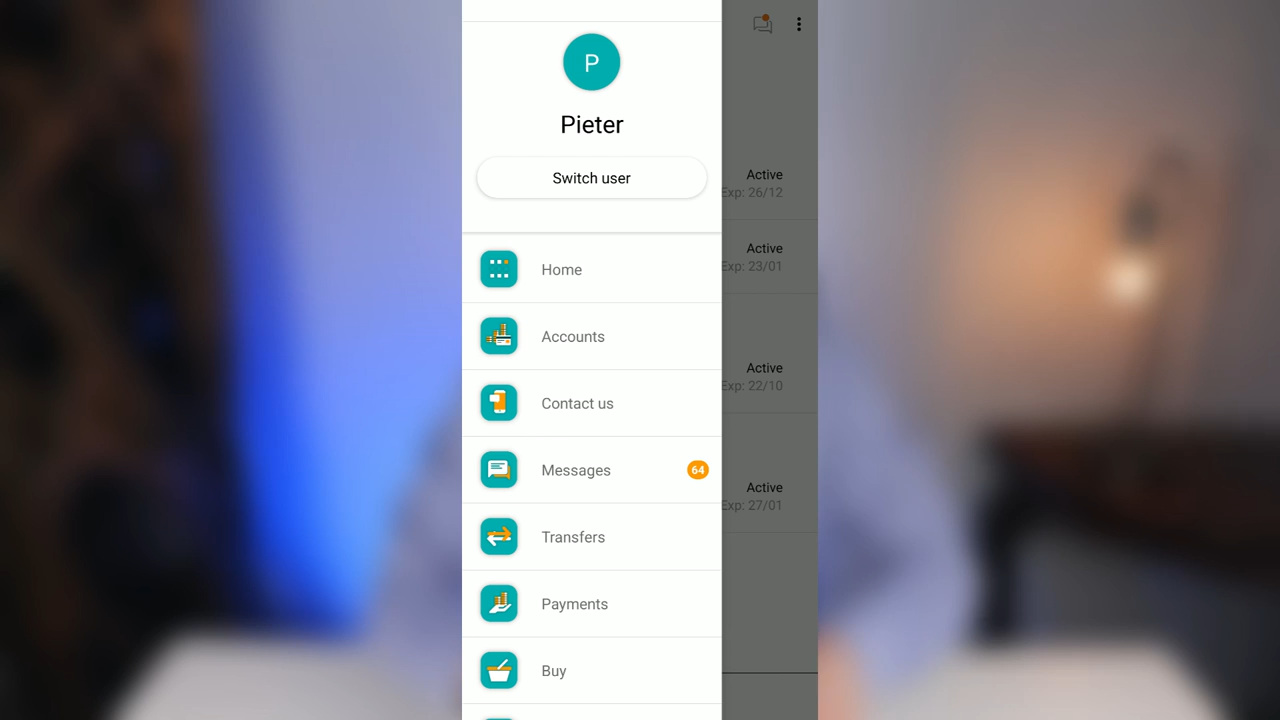 P
Pieter
Switch user
Active
Exp: 26/12
Active
Exp: 23/01
Home
Accounts
Active
Exp: 22/10
Contact us
Messages 64
Active
Exp: 27/01
Transfers
Payments
Buy